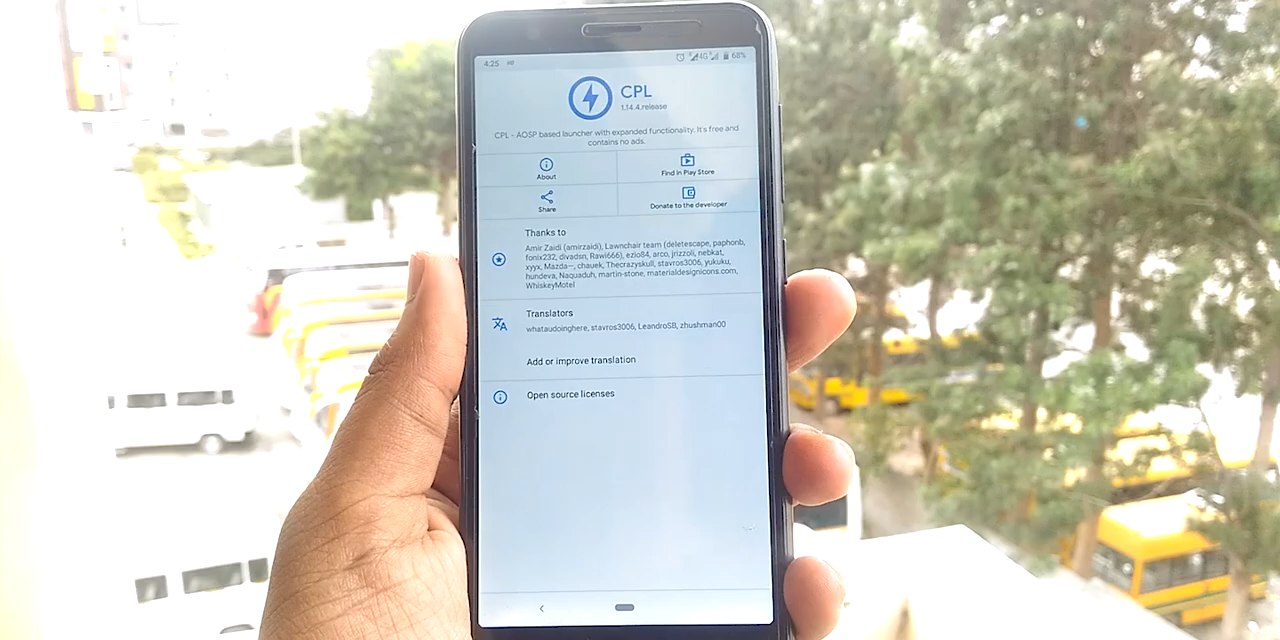 4:25 4G 68%
CPL
1.14.4.release
CPL - AOSP based launcher with expanded functionality. It's free and
contains no ads.
About
Find in Play Store
Share
Donate to the developer
Thanks to
Amir Zaidi (amirzaidi), Lawnchair team (deletescape, paphonb,
fonix232, divadsn, Rawi666), ezio84, arco, jrizzoli, nebkat,
xyyx, Mazda--, chauek, Thecrazyskull, stavros3006, yukuku,
hundeva, Naquaduh, martin-stone, materialdesignicons.com,
WhiskeyMotel
Translators
whataudoinghere, stavros3006, LeandroSB, zhushman00
Add or improve translation
Open source licenses